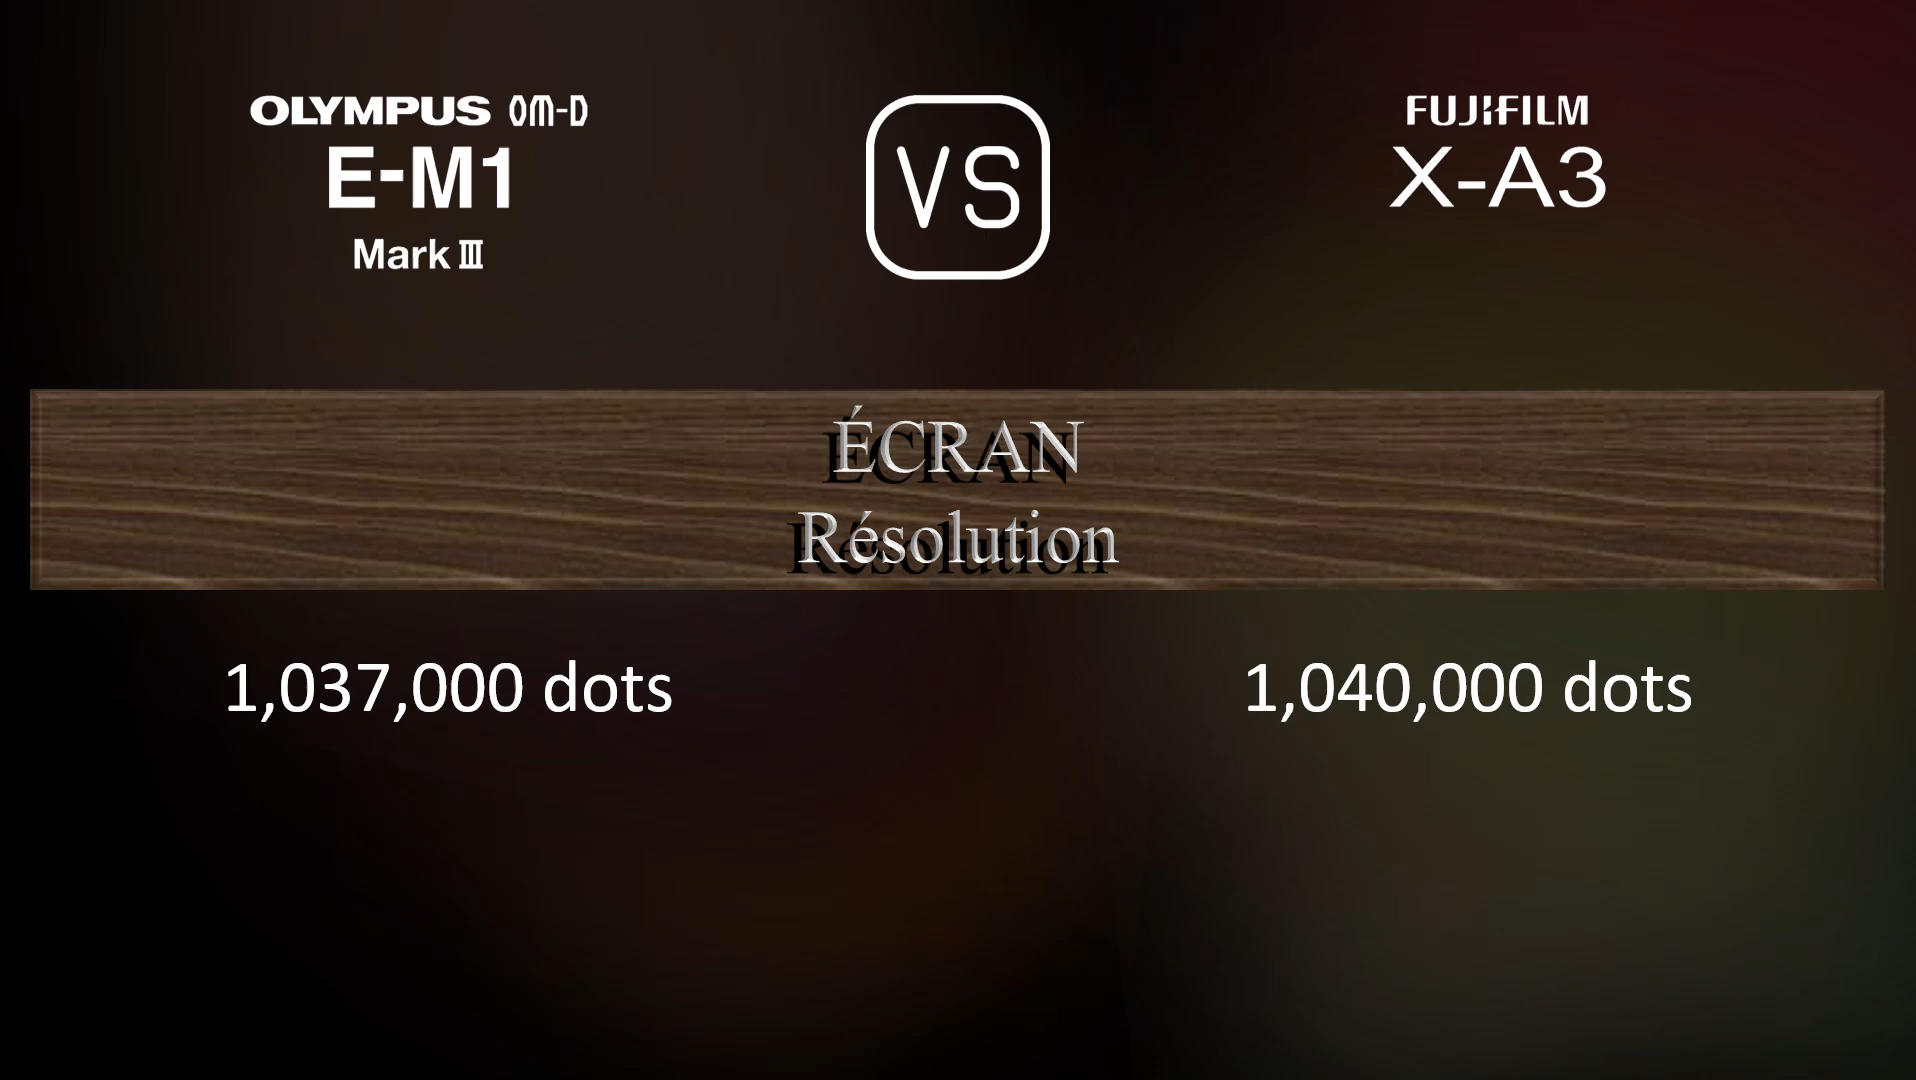 OLYMPUS OM-D
E-M1
Mark III
VS
FUJIFILM
X-A3
ÉCRAN
Résolution
1,037,000 dots
1,040,000 dots